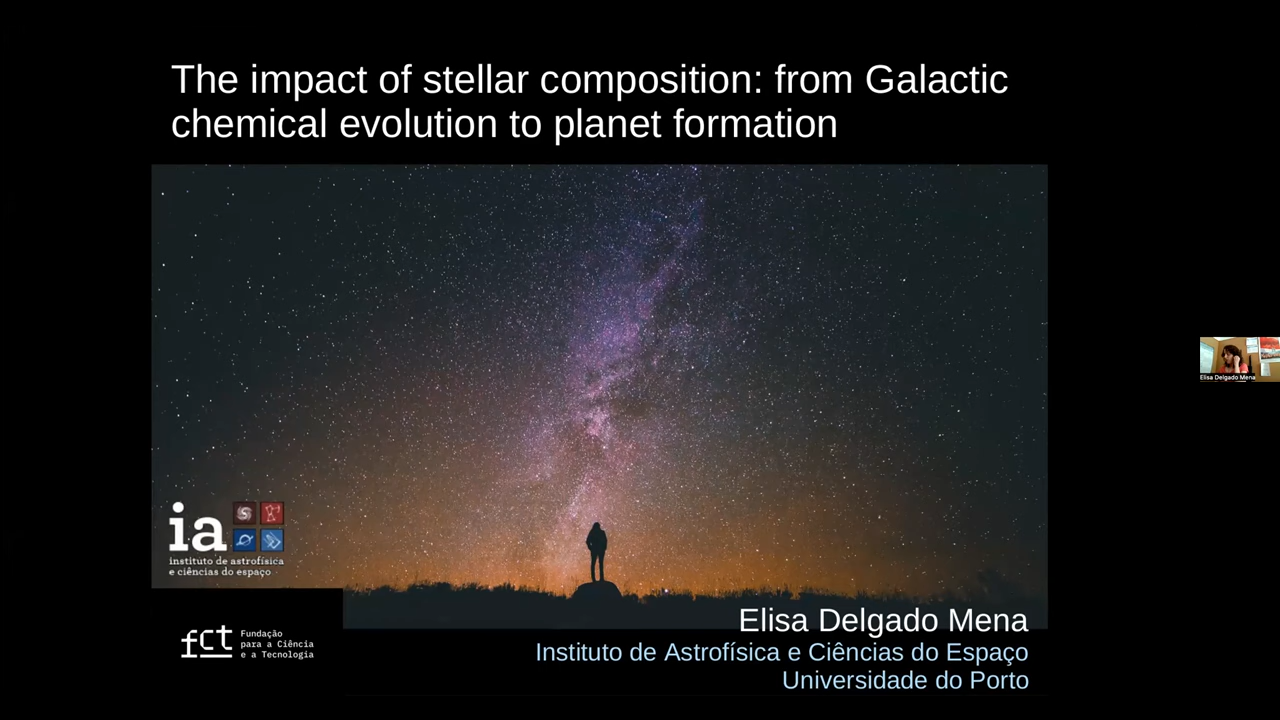 The impact of stellar composition: from Galactic
chemical evolution to planet formation
ia
instituto de astrofísica
e ciências do espaço
fct
Fundação
para a Ciência
e a Tecnologia
Elisa Delgado Mena
Instituto de Astrofísica e Ciências do Espaço
Universidade do Porto
Elisa Delgado Mena